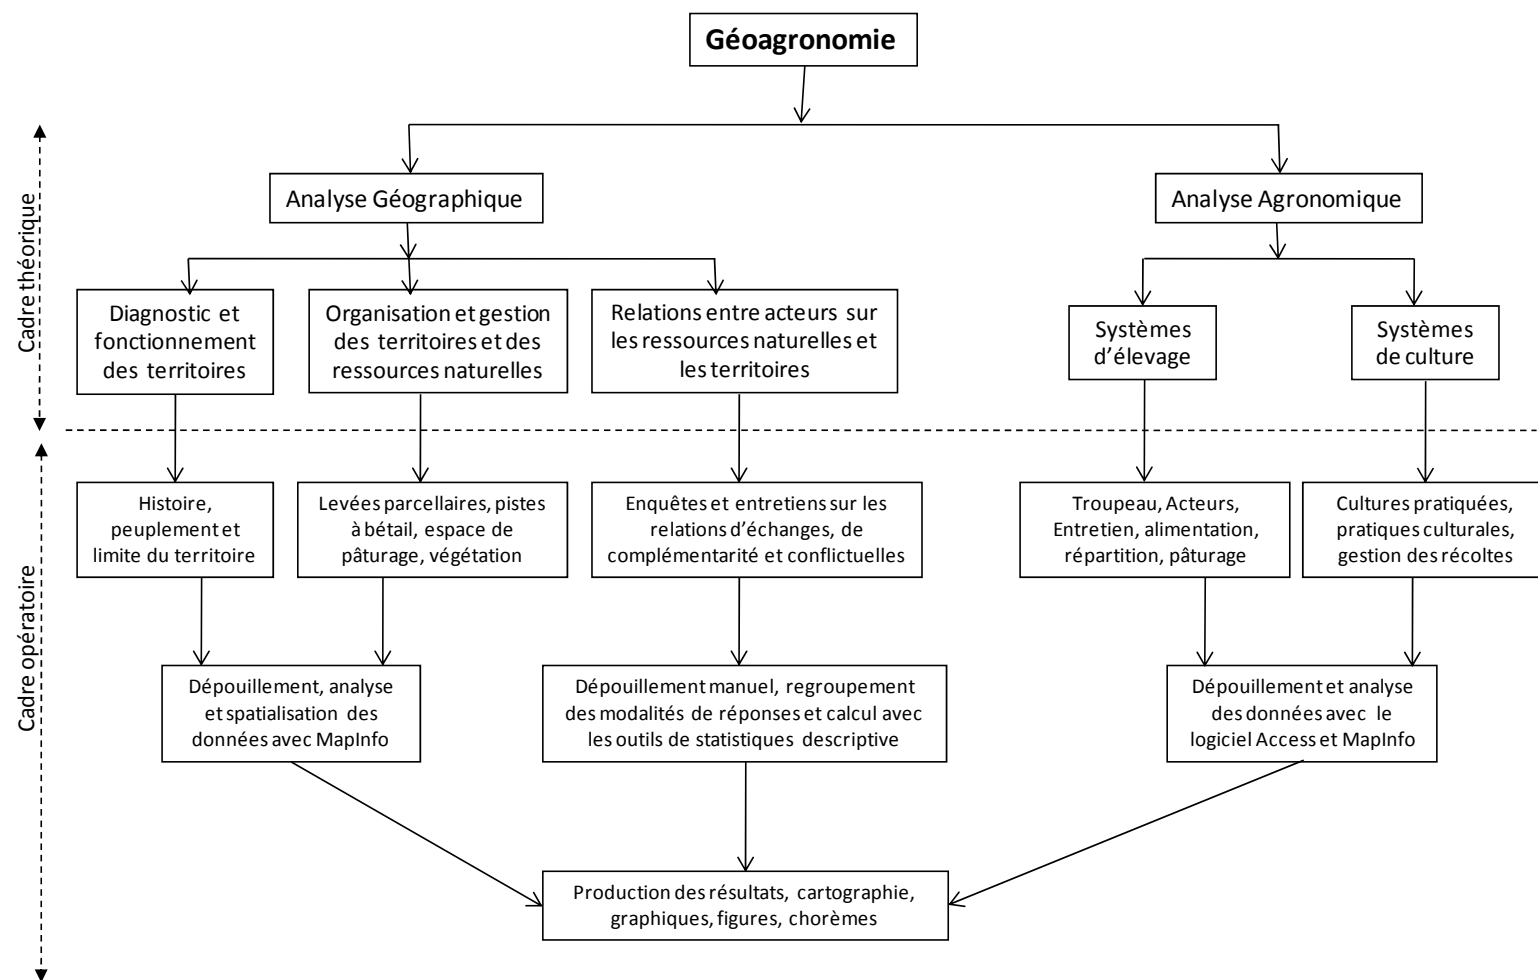 Géoagronomie
Cadre théorique
Analyse Géographique
Analyse Agronomique
Diagnostic et
fonctionnement
des territoires
Organisation et gestion
des territoires et des
ressources naturelles
Relations entre acteurs sur
les ressources naturelles et
les territoires
Systèmes
d'élevage
Systèmes
de culture
Cadre opératoire
Histoire,
peuplement et
limite du territoire
Levées parcellaires, pistes
à bétail, espace de
pâturage, végétation
Enquêtes et entretiens sur les
relations d'échanges, de
complémentarité et conflictuelles
Troupeau, Acteurs,
Entretien, alimentation,
répartition, pâturage
Cultures pratiquées,
pratiques culturales,
gestion des récoltes
Dépouillement, analyse
et spatialisation des
données avec MapInfo
Dépouillement manuel, regroupement
des modalités de réponses et calcul avec
les outils de statistiques descriptive
Dépouillement et analyse
des données avec le
logiciel Access et MapInfo
Production des résultats, cartographie,
graphiques, figures, chorèmes